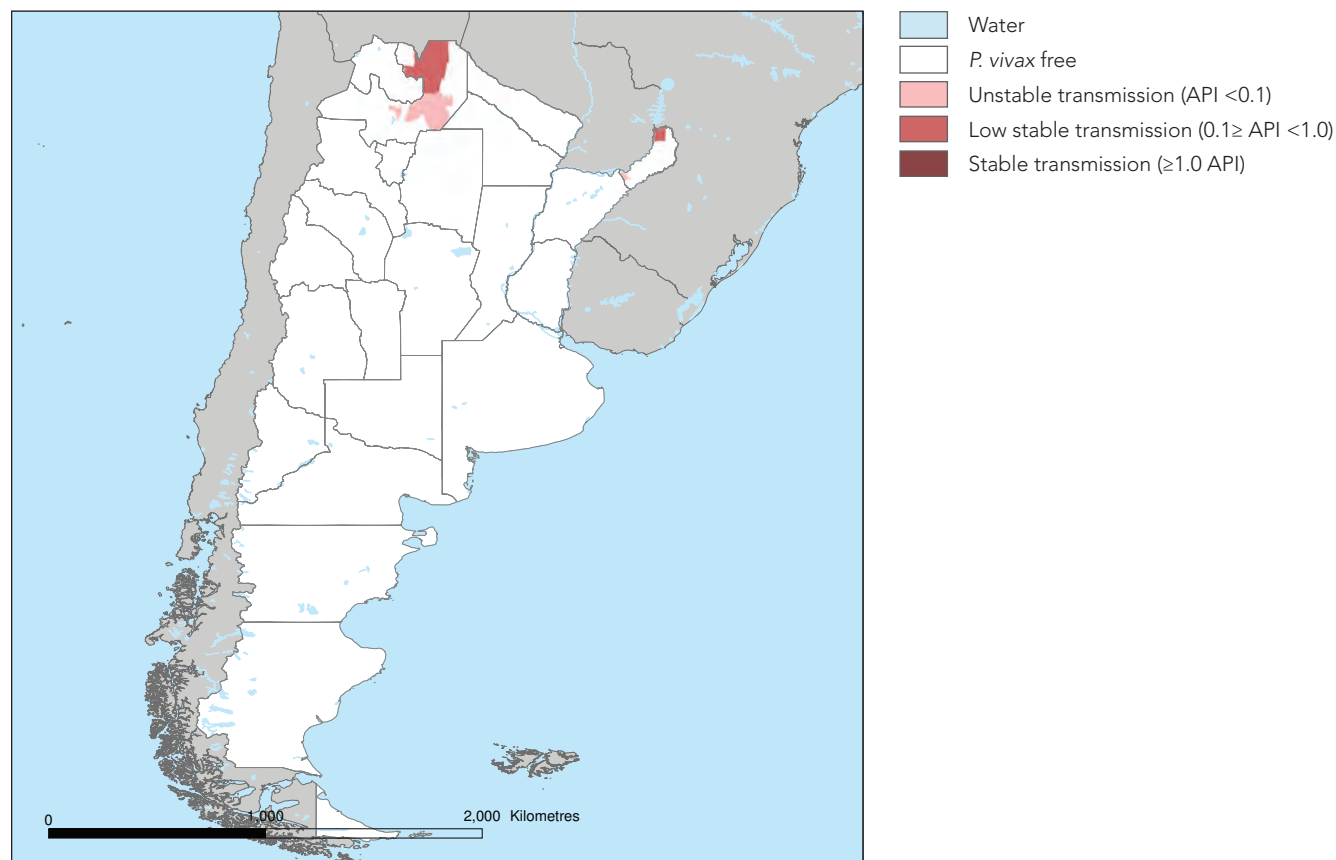 Water
P. vivax free
Unstable transmission (API <0.1)
Low stable transmission (0.1≥ API <1.0)
Stable transmission (≥1.0 API)
0 1,000 2,000 Kilometres